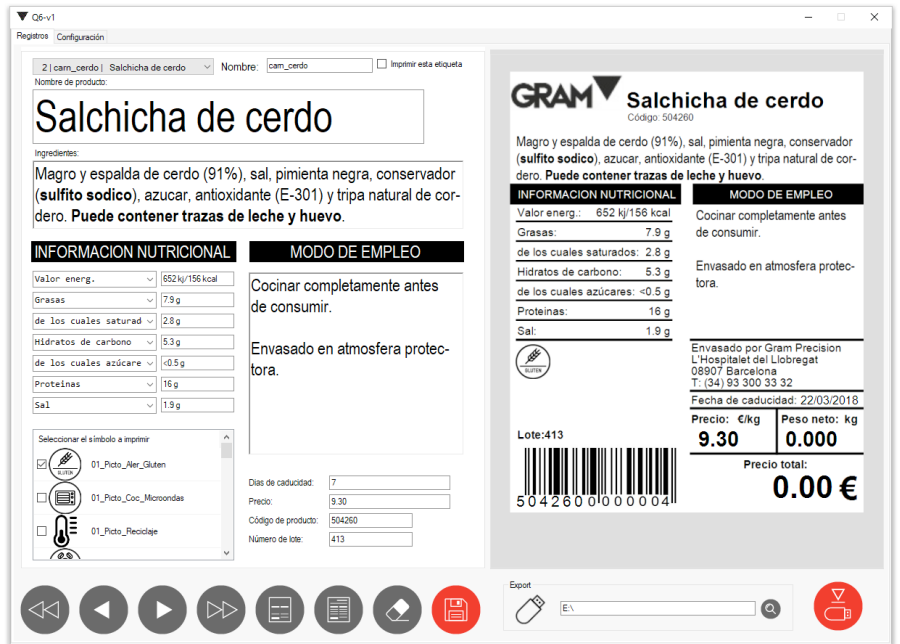 Q6-v1
Registros Configuración
2 | carn_cerdo | Salchicha de cerdo Nombre: carn_cerdo Imprimir esta etiqueta
Nombre de producto:
Salchicha de cerdo
Ingredientes:
Magro y espalda de cerdo (91%), sal, pimienta negra, conservador
(sulfito sodico), azucar, antioxidante (E-301) y tripa natural de cor-
dero. Puede contener trazas de leche y huevo.
INFORMACION NUTRICIONAL
Valor energ. 652 kj/156 kcal
Grasas 7.9 g
de los cuales saturad 2.8 g
Hidratos de carbono 5.3 g
de los cuales azúcare <0.5 g
Proteinas 16 g
Sal 1.9 g
MODO DE EMPLEO
Cocinar completamente antes
de consumir.
Envasado en atmosfera protec-
tora.
Seleccionar el símbolo a imprimir
GLUTEN
01_Picto_Aler_Gluten
01_Picto_Coc_Microondas
01_Picto_Reciclaje
Dias de caducidad: 7
Precio: 9.30
Código de producto: 504260
Número de lote: 413
GRAM
Salchicha de cerdo
Código: 504260
Magro y espalda de cerdo (91%), sal, pimienta negra, conservador
(sulfito sodico), azucar, antioxidante (E-301) y tripa natural de cor-
dero. Puede contener trazas de leche y huevo.
INFORMACION NUTRICIONAL
Valor energ.: 652 kj/156 kcal
Grasas: 7.9 g
de los cuales saturados: 2.8 g
Hidratos de carbono: 5.3 g
de los cuales azúcares: <0.5 g
Proteinas: 16 g
Sal: 1.9 g
GLUTEN
MODO DE EMPLEO
Cocinar completamente antes
de consumir.
Envasado en atmosfera protec-
tora.
Envasado por Gram Precision
L'Hospitalet del Llobregat
08907 Barcelona
T: (34) 93 300 33 32
Fecha de caducidad: 22/03/2018
Precio: €/kg Peso neto: kg
9.30 0.000
Lote:413
5042600000004
Precio total:
0.00 €
Export
E:\